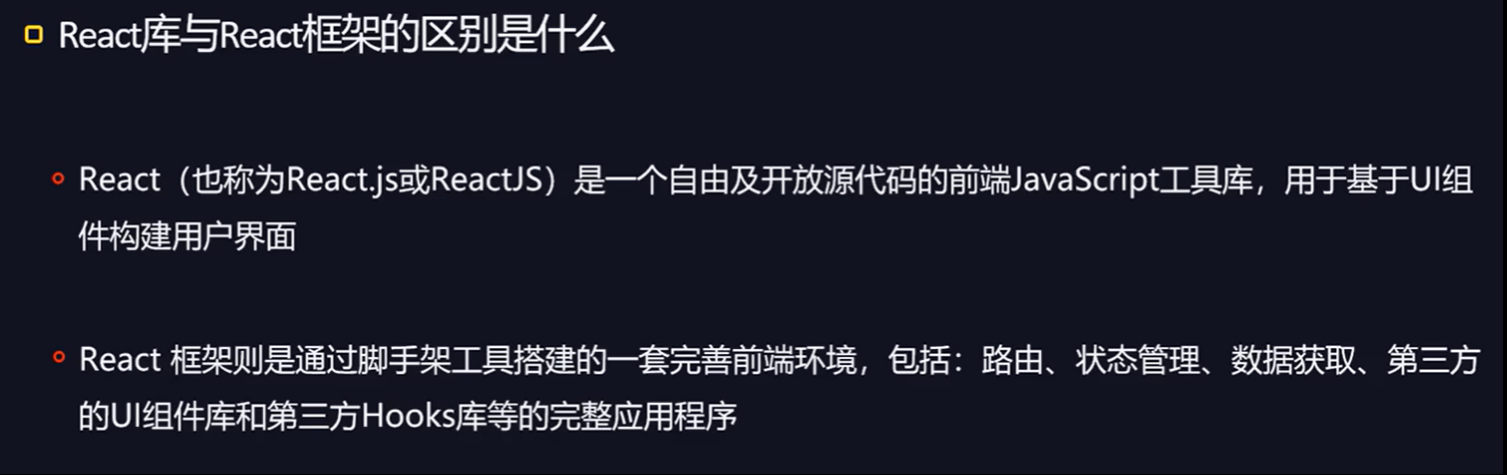 React库与React框架的区别是什么
React（也称为React.js或ReactJS）是一个自由及开放源代码的前端JavaScript工具库，用于基于UI组
件构建用户界面
React 框架则是通过脚手架工具搭建的一套完善前端环境，包括：路由、状态管理、数据获取、第三方
的UI组件库和第三方Hooks库等的完整应用程序